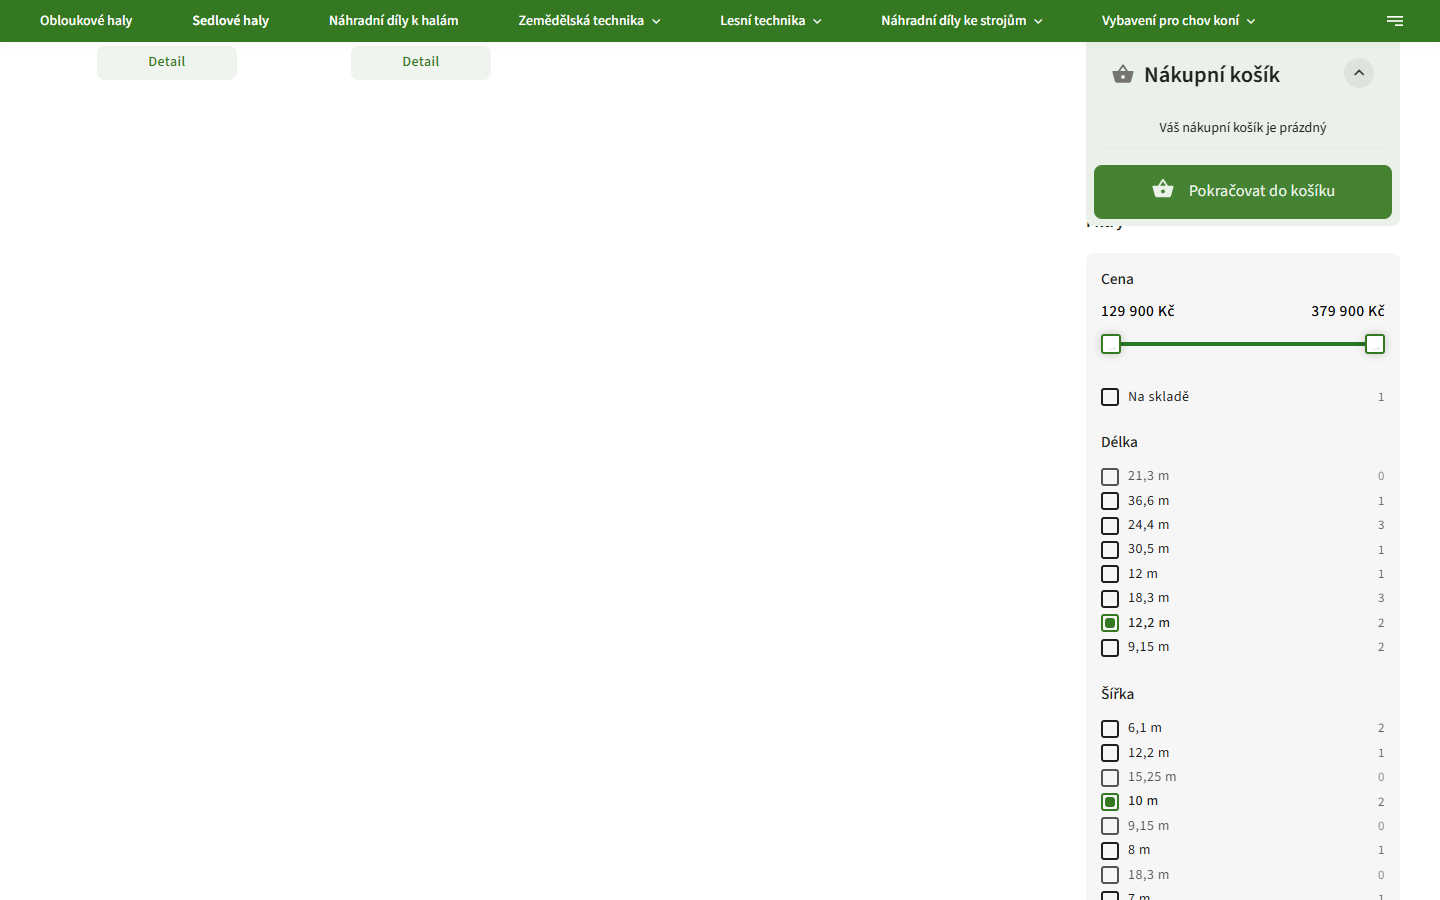 Obloukové haly
Sedlové haly
Náhradní díly k halám
Zemědělská technika
Lesní technika
Náhradní díly ke strojům
Vybavení pro chov koní
Detail
Detail
Nákupní košík
Váš nákupní košík je prázdný
Pokračovat do košíku
Cena
129 900 Kč
379 900 Kč
Na skladě 1
Délka
21,3 m 0
36,6 m 1
24,4 m 3
30,5 m 1
12 m 1
18,3 m 3
12,2 m 2
9,15 m 2
Šířka
6,1 m 2
12,2 m 1
15,25 m 0
10 m 2
9,15 m 0
8 m 1
18,3 m 0
7 m 1